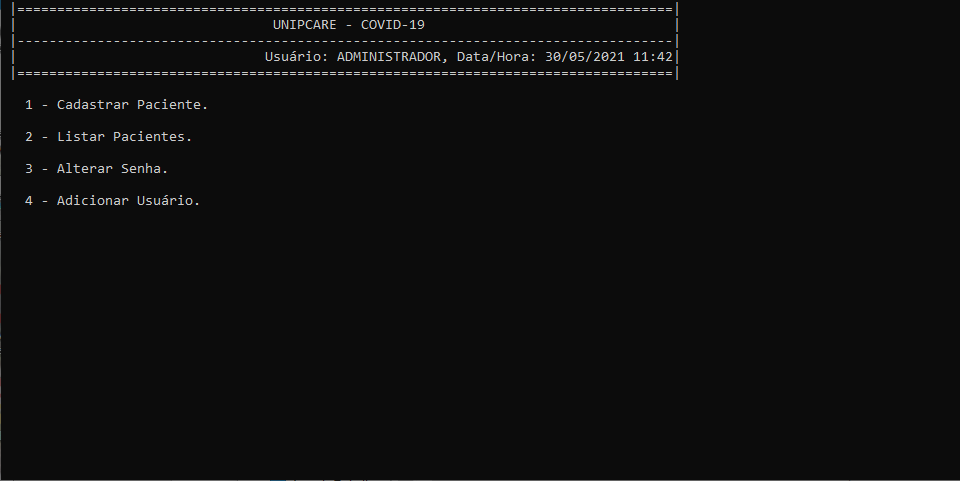 |==================================================================================|
| UNIPCARE - COVID-19 |
|----------------------------------------------------------------------------------|
| Usuário: ADMINISTRADOR, Data/Hora: 30/05/2021 11:42|
|==================================================================================|
1 - Cadastrar Paciente.
2 - Listar Pacientes.
3 - Alterar Senha.
4 - Adicionar Usuário.